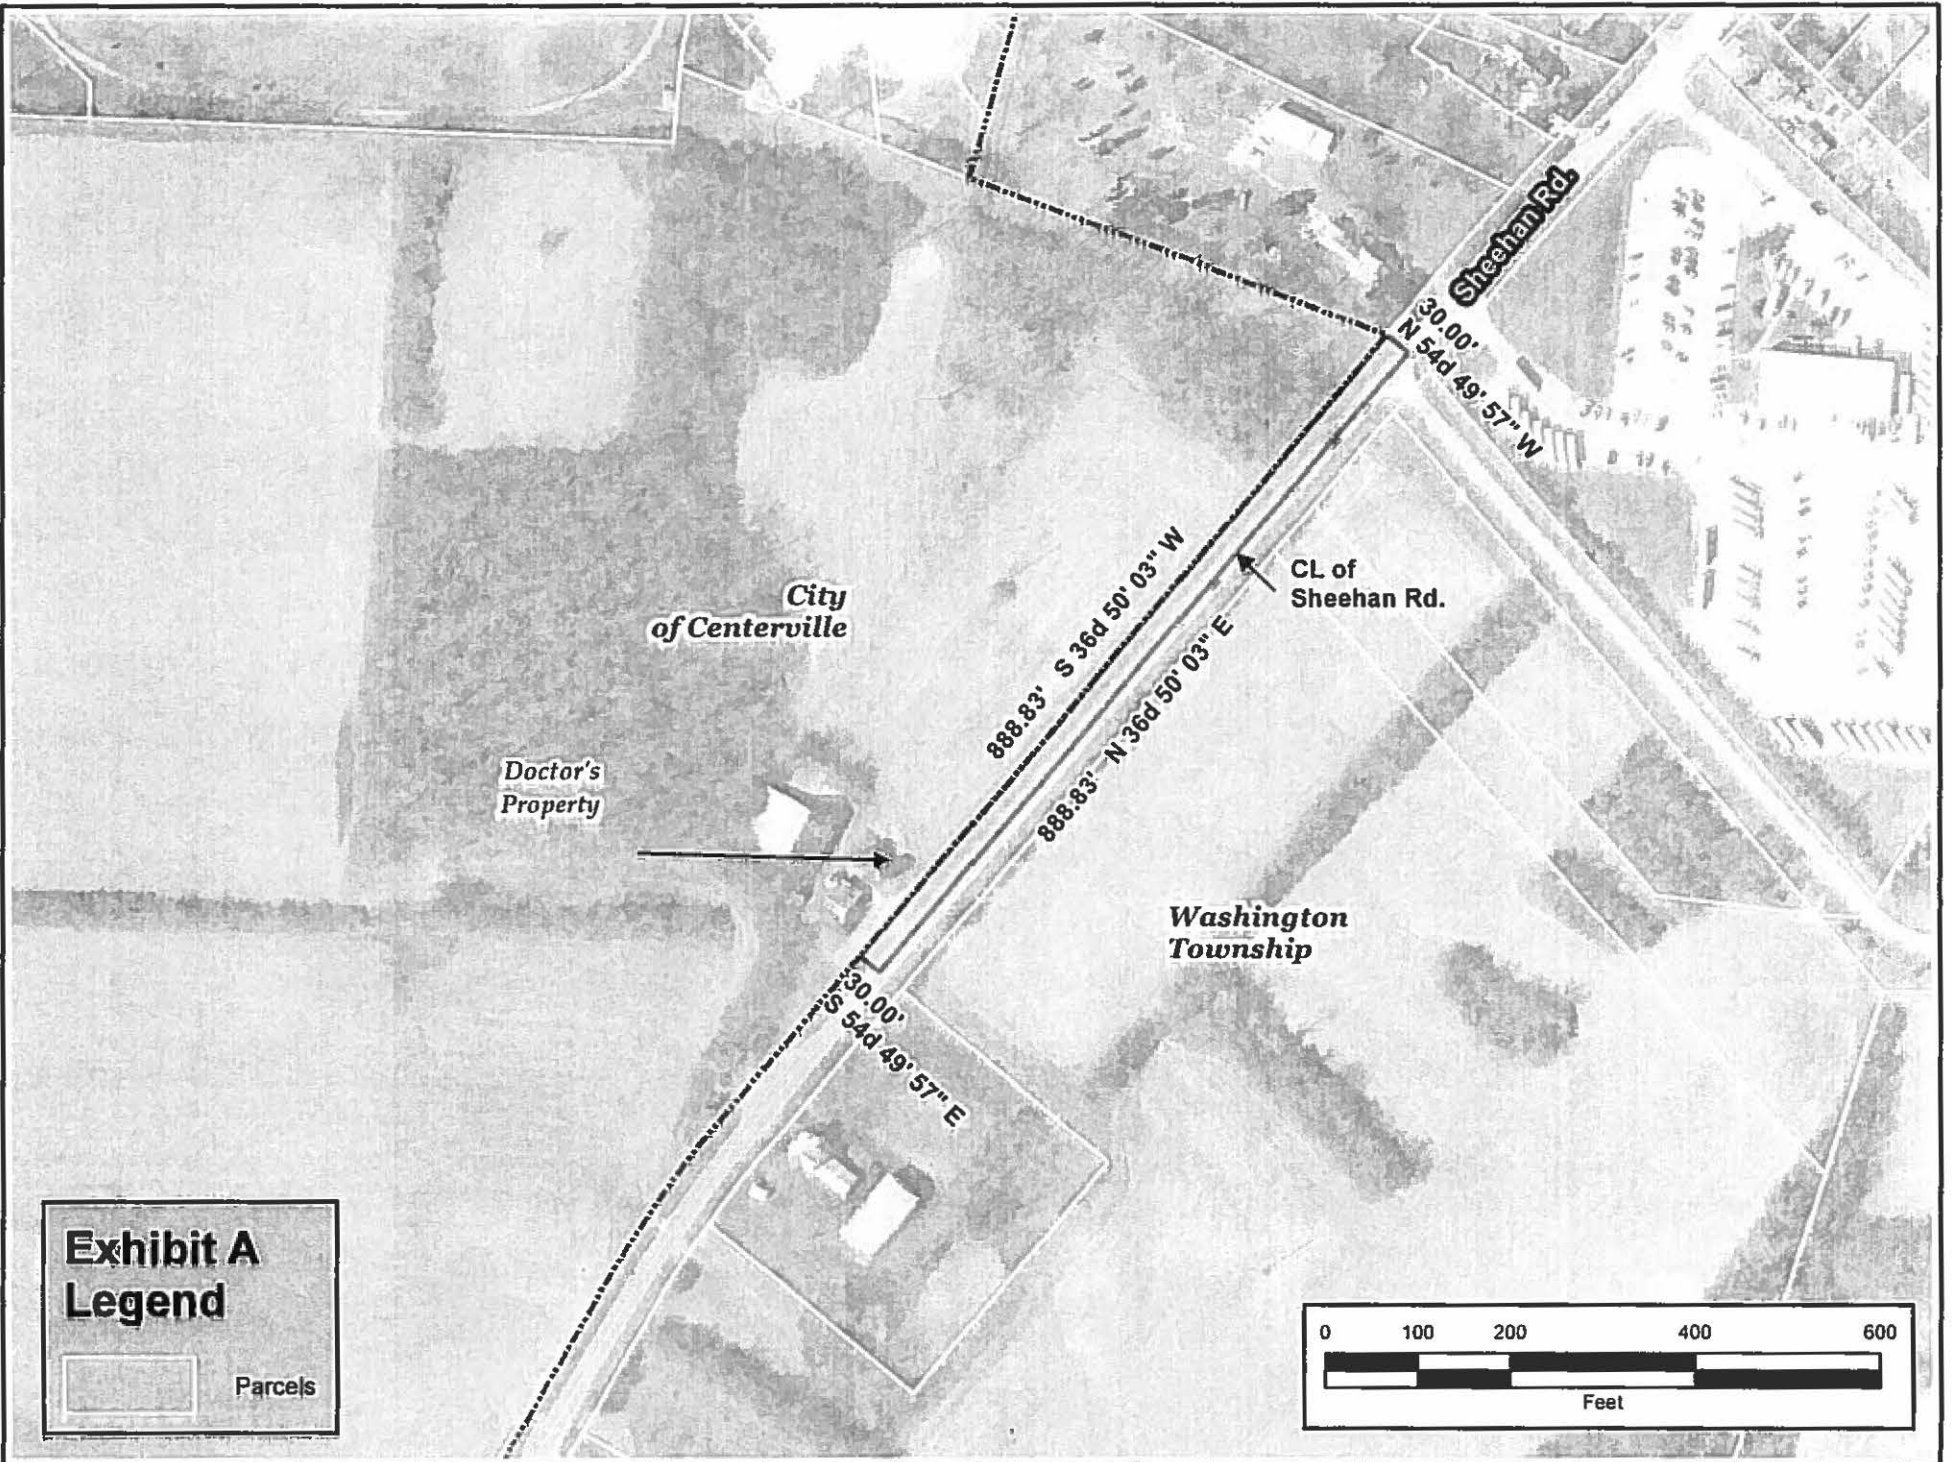 Sheehan Rd.
30.00'
N 54d 49' 57" W
888.83' S 36d 50' 03" W
CL of
Sheehan Rd.
888.83' N 36d 50' 03" E
City
of Centerville
Doctor's
Property
Washington
Township
30.00'
S 54d 49' 57" E
Exhibit A
Legend
Parcels
0 100 200 400 600
Feet